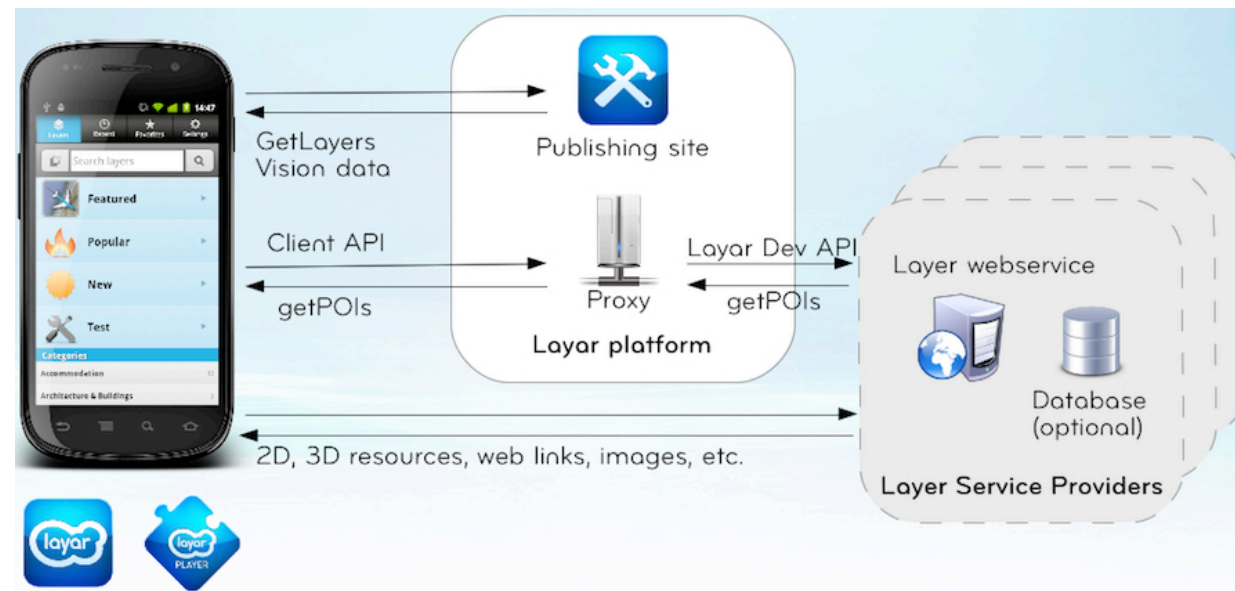 14:47
Layers
Recent
Favorites
Settings
Search layers
Featured
Popular
New
Test
Categories
Accommodation
Architecture & Buildings
GetLayers
Vision data
Client API
getPOIs
Publishing site
Proxy
Layar platform
Layar Dev API
getPOIs
Layer webservice
Database
(optional)
Layer Service Providers
2D, 3D resources, web links, images, etc.
layar
layar
PLAYER